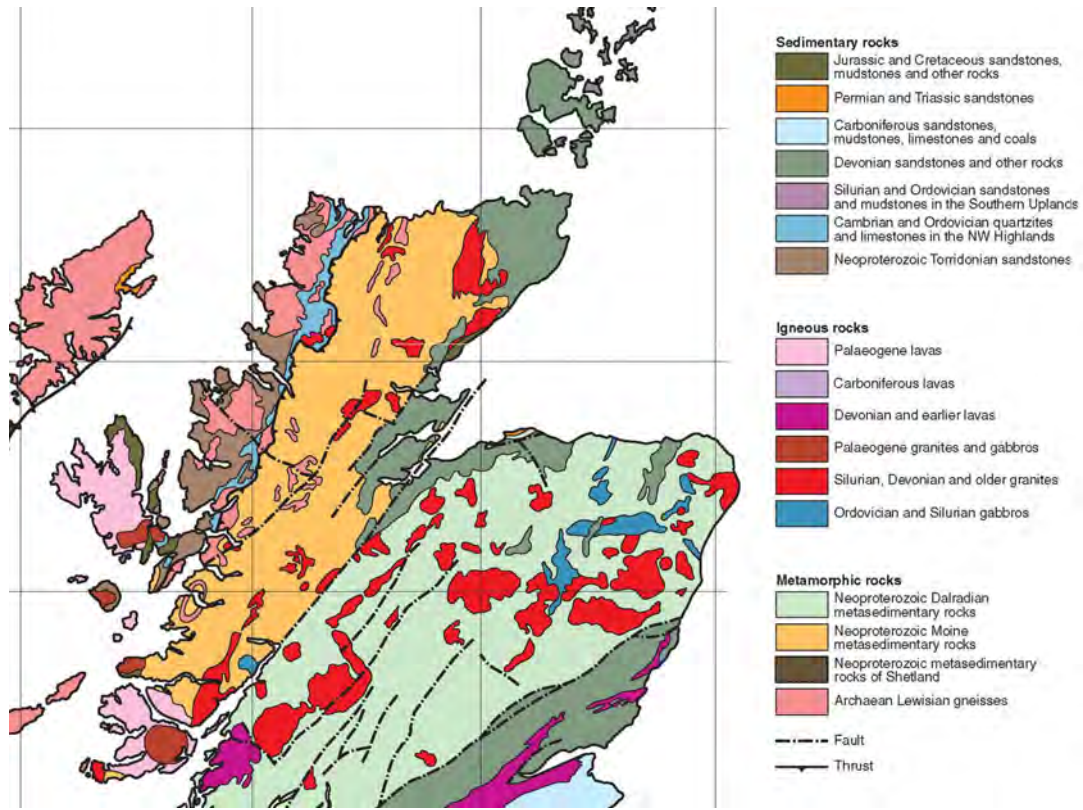 Sedimentary rocks
Jurassic and Cretaceous sandstones,
mudstones and other rocks
Permian and Triassic sandstones
Carboniferous sandstones,
mudstones, limestones and coals
Devonian sandstones and other rocks
Silurian and Ordovician sandstones
and mudstones in the Southern Uplands
Cambrian and Ordovician quartzites
and limestones in the NW Highlands
Neoproterozoic Torridonian sandstones
Igneous rocks
Palaeogene lavas
Carboniferous lavas
Devonian and earlier lavas
Palaeogene granites and gabbros
Silurian, Devonian and older granites
Ordovician and Silurian gabbros
Metamorphic rocks
Neoproterozoic Dalradian
metasedimentary rocks
Neoproterozoic Moine
metasedimentary rocks
Neoproterozoic metasedimentary
rocks of Shetland
Archaean Lewisian gneisses
Fault
Thrust